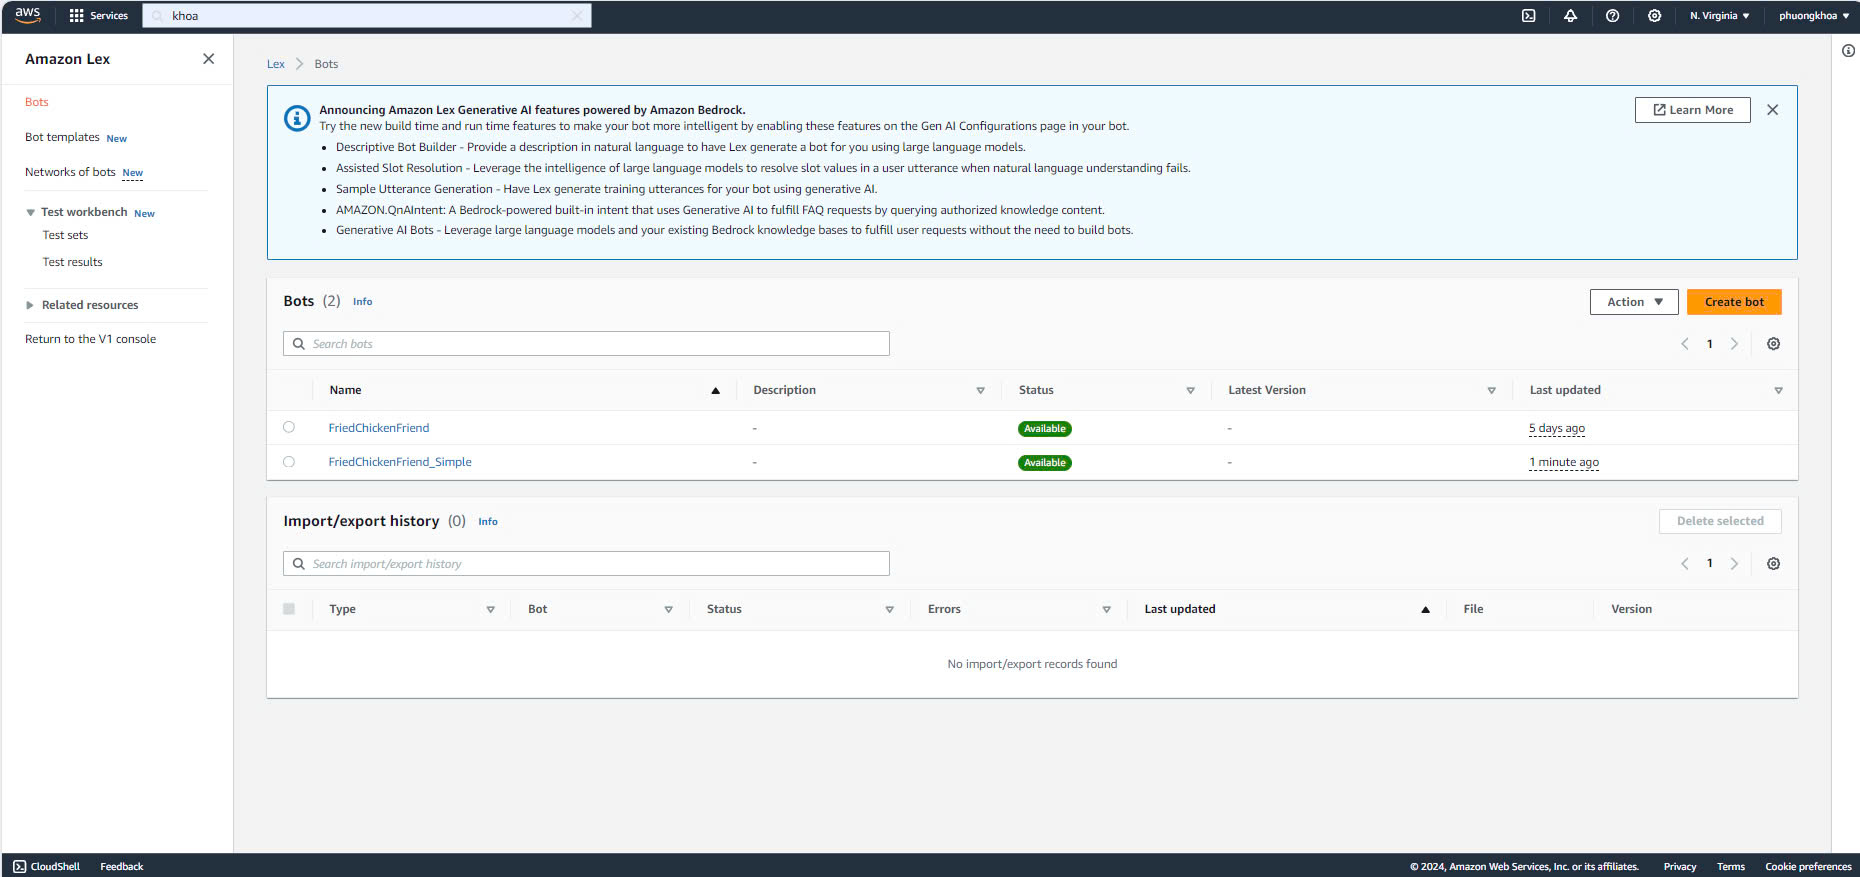 aws Services khoa N. Virginia phuongkhoa
Amazon Lex
Bots
Bot templates New
Networks of bots New
Test workbench New
Test sets
Test results
Related resources
Return to the V1 console
Lex Bots
Announcing Amazon Lex Generative AI features powered by Amazon Bedrock.
Learn More
Try the new build time and run time features to make your bot more intelligent by enabling these features on the Gen AI Configurations page in your bot.
Descriptive Bot Builder - Provide a description in natural language to have Lex generate a bot for you using large language models.
Assisted Slot Resolution - Leverage the intelligence of large language models to resolve slot values in a user utterance when natural language understanding fails.
Sample Utterance Generation - Have Lex generate training utterances for your bot using generative AI.
AMAZON.QnAIntent: A Bedrock-powered built-in intent that uses Generative AI to fulfill FAQ requests by querying authorized knowledge content.
Generative AI Bots - Leverage large language models and your existing Bedrock knowledge bases to fulfill user requests without the need to build bots.
Bots (2) Info Action Create bot
Search bots 1
Name Description Status Latest Version Last updated
FriedChickenFriend - Available - 5 days ago
FriedChickenFriend_Simple - Available - 1 minute ago
Import/export history (0) Info Delete selected
Search import/export history 1
Type Bot Status Errors Last updated File Version
No import/export records found
CloudShell Feedback © 2024, Amazon Web Services, Inc. or its affiliates. Privacy Terms Cookie preferences